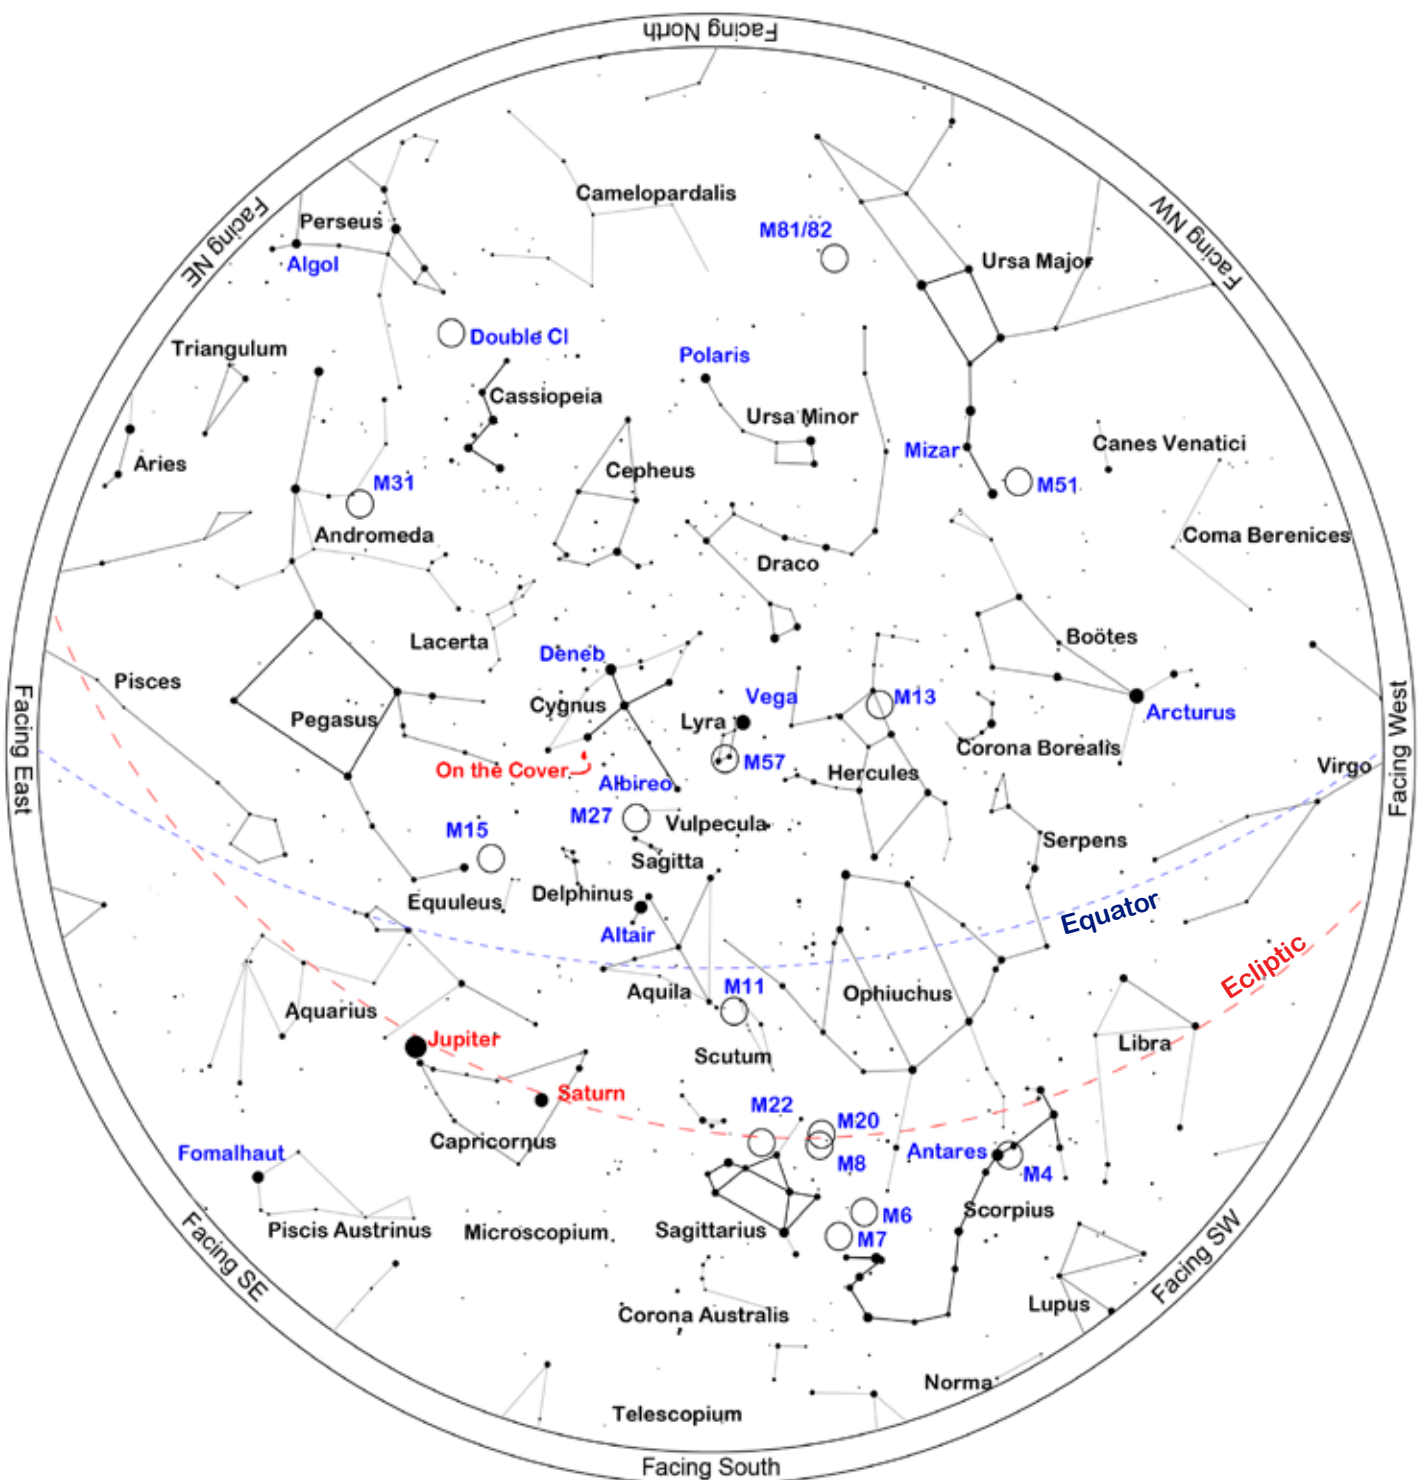 Facing North
Facing NE
Facing NW
Camelopardalis
Perseus
M81/82
Algol
Ursa Major
Double Cl
Triangulum
Polaris
Cassiopeia
Ursa Minor
Canes Venatici
Mizar
Aries
Cepheus
M31
M51
Andromeda
Coma Berenices
Draco
Lacerta
Boötes
Deneb
Pisces
Vega
M13
Cygnus
Pegasus
Lyra
Arcturus
Facing East
Facing West
Corona Borealis
On the Cover
M57
Hercules
Virgo
Albireo
M27
Vulpecula
M15
Serpens
Sagitta
Delphinus
Equuleus
Equator
Altair
Ecliptic
Aquila
M11
Ophiuchus
Aquarius
Jupiter
Libra
Scutum
Saturn
M22
M20
Capricornus
Fomalhaut
M8
Antares
M4
Scorpius
M6
Piscis Austrinus
Microscopium
Sagittarius
M7
Facing SE
Facing SW
Corona Australis
Lupus
Norma
Telescopium
Facing South